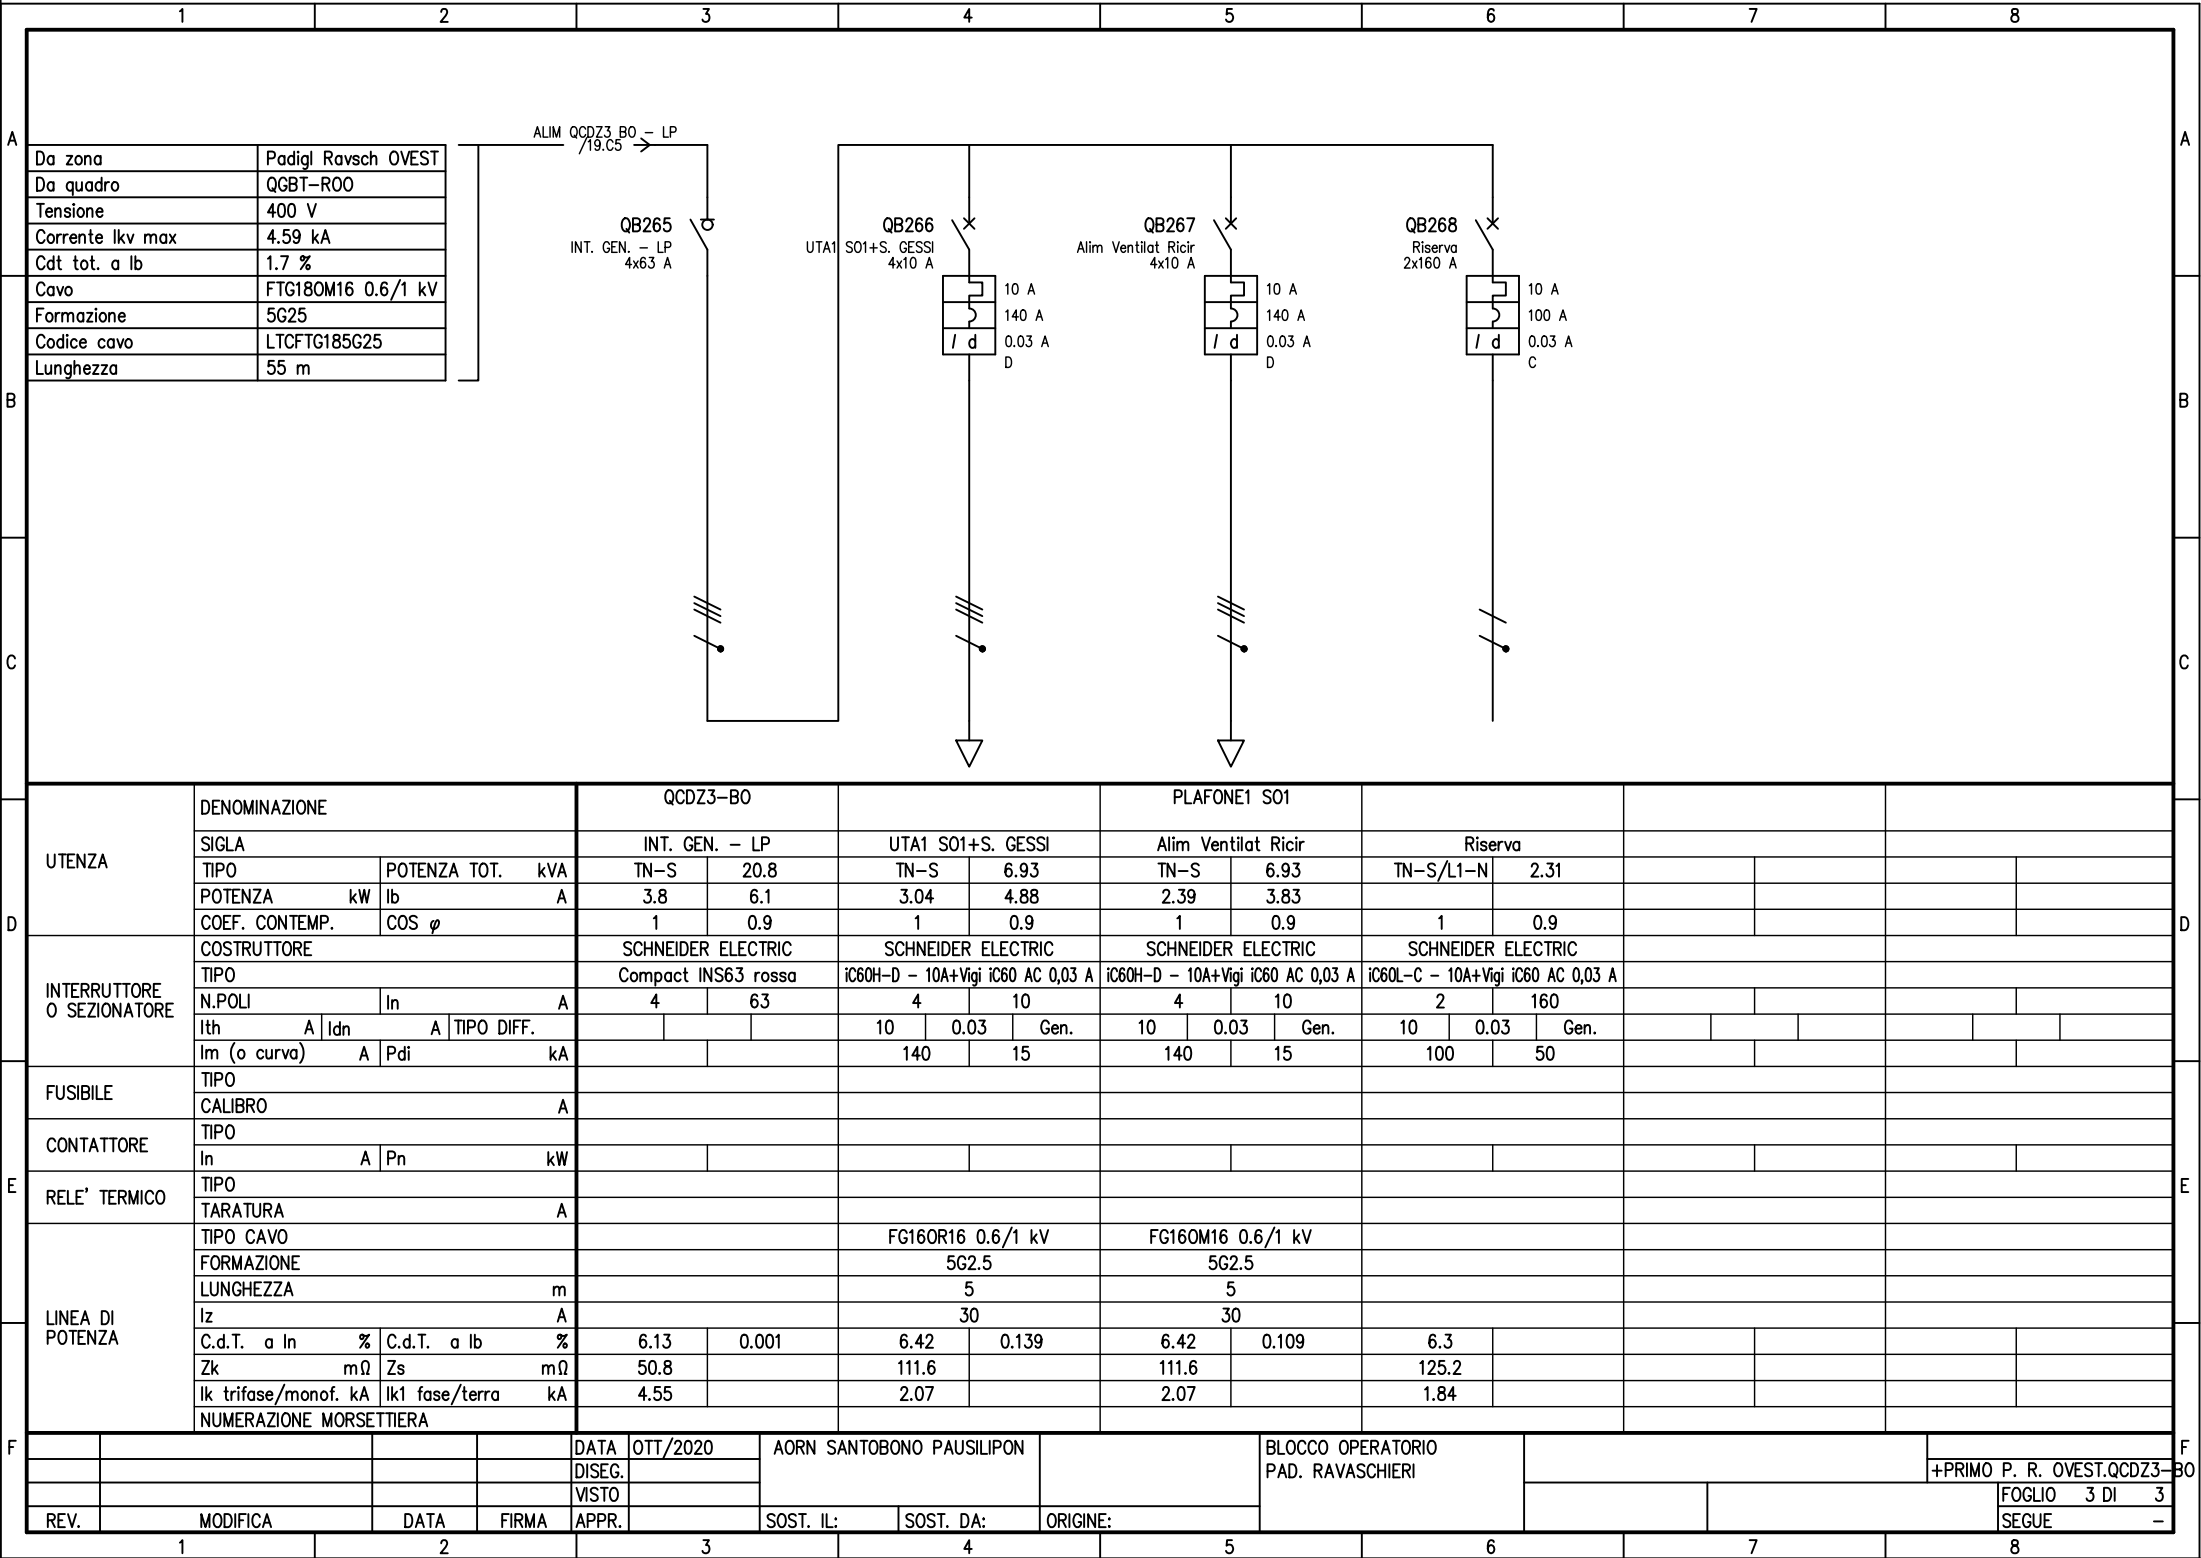 1 2 3 4 5 6 7 8
A A
ALIM QCDZ3 BO - LP
/19.C5
Da zona Padigl Ravsch OVEST
Da quadro QGBT-R00
Tensione 400 V
Corrente Ikv max 4.59 kA
Cdt tot. a Ib 1.7 %
Cavo FTG18OM16 0.6/1 kV
Formazione 5G25
Codice cavo LTCFTG185G25
Lunghezza 55 m
QB265
INT. GEN. - LP
4x63 A
QB266
UTA1 SO1+S. GESSI
4x10 A
10 A
140 A
I d 0.03 A
D
QB267
Alim Ventilat Ricir
4x10 A
10 A
140 A
I d 0.03 A
D
QB268
Riserva
2x160 A
10 A
100 A
I d 0.03 A
C
B B
C C
UTENZA
DENOMINAZIONE QCDZ3-BO PLAFONE1 SO1
SIGLA INT. GEN. - LP UTA1 SO1+S. GESSI Alim Ventilat Ricir Riserva
TIPO POTENZA TOT. kVA TN-S 20.8 TN-S 6.93 TN-S 6.93 TN-S/L1-N 2.31
POTENZA kW Ib A 3.8 6.1 3.04 4.88 2.39 3.83
D COEF. CONTEMP. COS φ 1 0.9 1 0.9 1 0.9 1 0.9 D
INTERRUTTORE
O SEZIONATORE
COSTRUTTORE SCHNEIDER ELECTRIC SCHNEIDER ELECTRIC SCHNEIDER ELECTRIC SCHNEIDER ELECTRIC
TIPO Compact INS63 rossa iC60H-D - 10A+Vigi iC60 AC 0,03 A iC60H-D - 10A+Vigi iC60 AC 0,03 A iC60L-C - 10A+Vigi iC60 AC 0,03 A
N.POLI In A 4 63 4 10 4 10 2 160
Ith A Idn A TIPO DIFF. 10 0.03 Gen. 10 0.03 Gen. 10 0.03 Gen.
Im (o curva) A Pdi kA 140 15 140 15 100 50
FUSIBILE
TIPO
CALIBRO A
CONTATTORE
TIPO
In A Pn kW
E E
RELE' TERMICO
TIPO
TARATURA A
LINEA DI
POTENZA
TIPO CAVO FG16OR16 0.6/1 kV FG16OM16 0.6/1 kV
FORMAZIONE 5G2.5 5G2.5
LUNGHEZZA m 5 5
Iz A 30 30
C.d.T. a In % C.d.T. a Ib % 6.13 0.001 6.42 0.139 6.42 0.109 6.3
Zk mΩ Zs mΩ 50.8 111.6 111.6 125.2
Ik trifase/monof. kA Ik1 fase/terra kA 4.55 2.07 2.07 1.84
NUMERAZIONE MORSETTIERA
F F
DATA OTT/2020 AORN SANTOBONO PAUSILIPON BLOCCO OPERATORIO
DISEG. PAD. RAVASCHIERI +PRIMO P. R. OVEST.QCDZ3-BO
VISTO FOGLIO 3 DI 3
REV. MODIFICA DATA FIRMA APPR. SOST. IL: SOST. DA: ORIGINE: SEGUE -
1 2 3 4 5 6 7 8